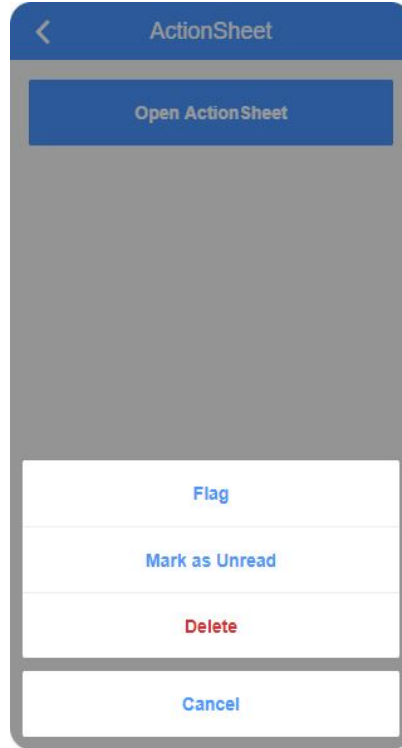 ActionSheet
Open ActionSheet
Flag
Mark as Unread
Delete
Cancel